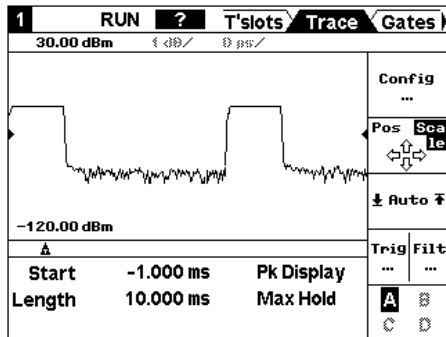 1 RUN ? T'slots Trace Gates
30.00 dBm 1 dB/ 0 ps/
Config
...
Pos Scale
-120.00 dBm
Auto
Trig Filt
... ...
Start -1.000 ms Pk Display
Length 10.000 ms Max Hold
A B
C D